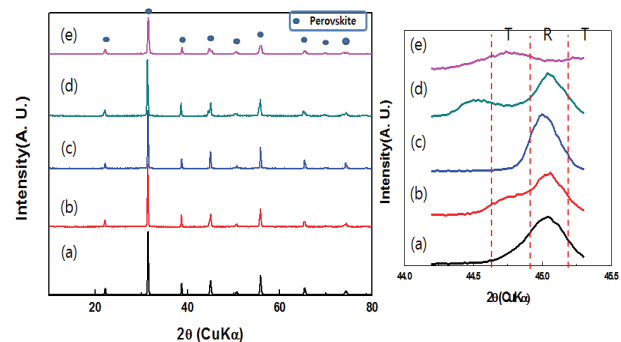 Perovskite
(e)
(d)
(c)
(b)
(a)
Intensity(A. U.)
20 40 60 80
2θ (CuKα)
T R T
(e)
(d)
(c)
(b)
(a)
Intensity(A. U.)
44.0 44.5 45.0 45.5
2θ(CuKα)